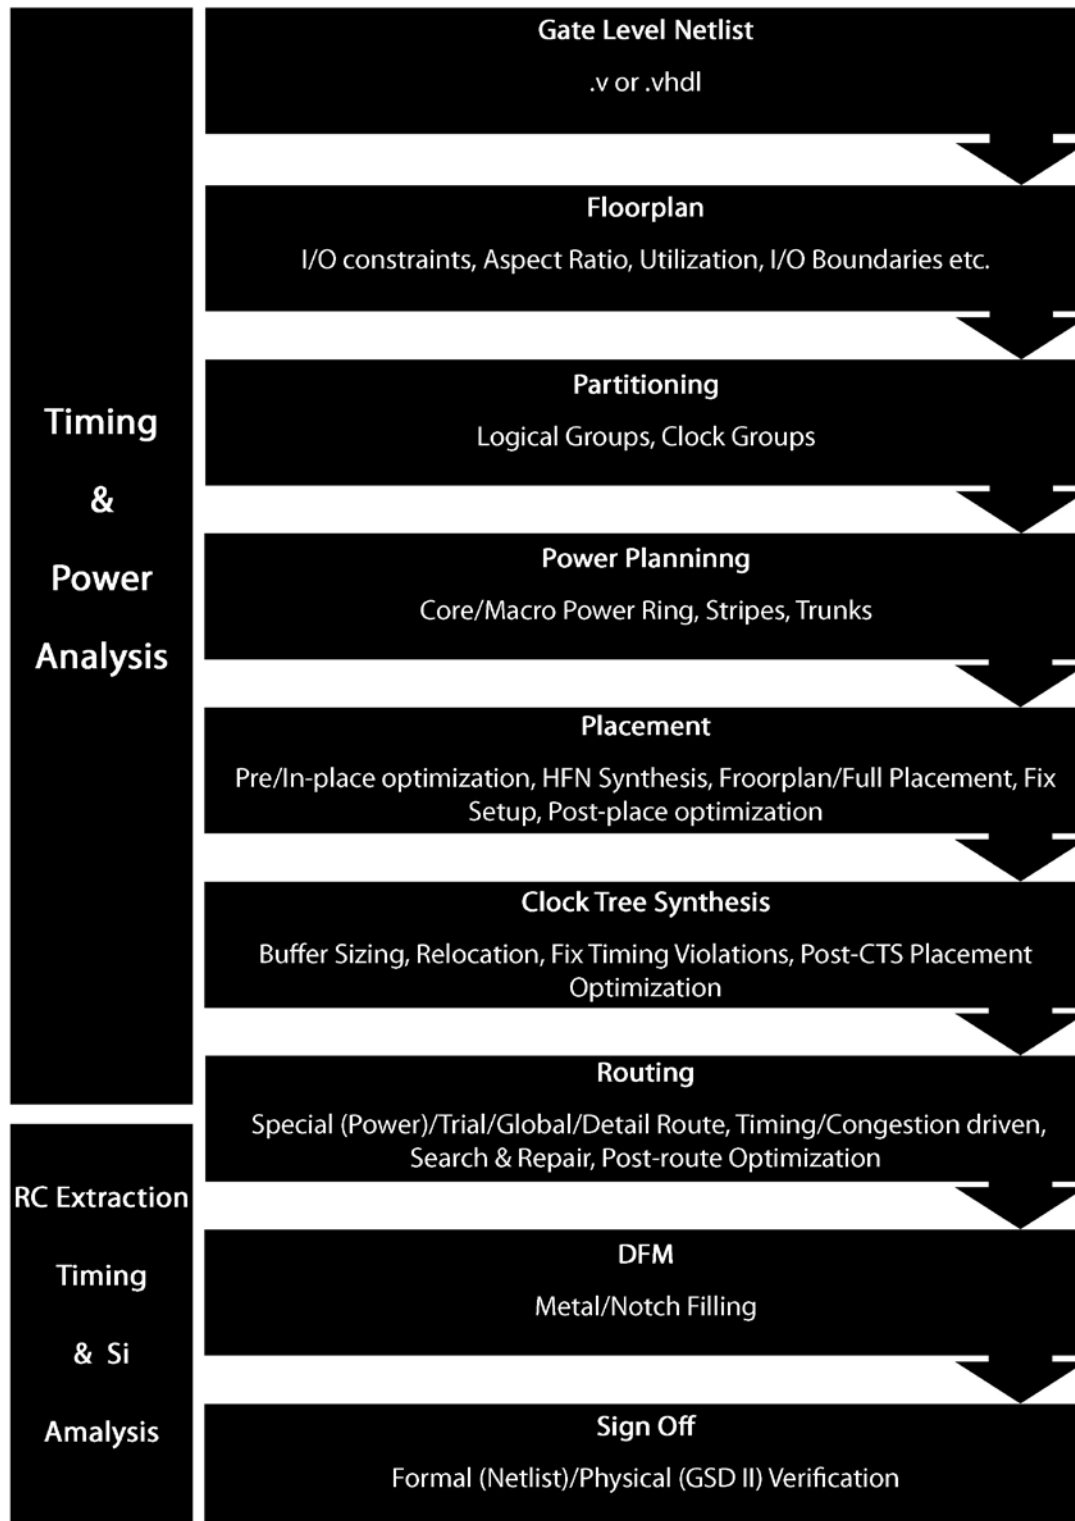 Gate Level Netlist
.v or .vhdl
Floorplan
I/O constraints, Aspect Ratio, Utilization, I/O Boundaries etc.
Partitioning
Logical Groups, Clock Groups
Power Planninng
Core/Macro Power Ring, Stripes, Trunks
Placement
Pre/In-place optimization, HFN Synthesis, Froorplan/Full Placement, Fix
Setup, Post-place optimization
Clock Tree Synthesis
Buffer Sizing, Relocation, Fix Timing Violations, Post-CTS Placement
Optimization
Routing
Special (Power)/Trial/Global/Detail Route, Timing/Congestion driven,
Search & Repair, Post-route Optimization
DFM
Metal/Notch Filling
Sign Off
Formal (Netlist)/Physical (GSD II) Verification
Timing
&
Power
Analysis
RC Extraction
Timing
& Si
Amalysis